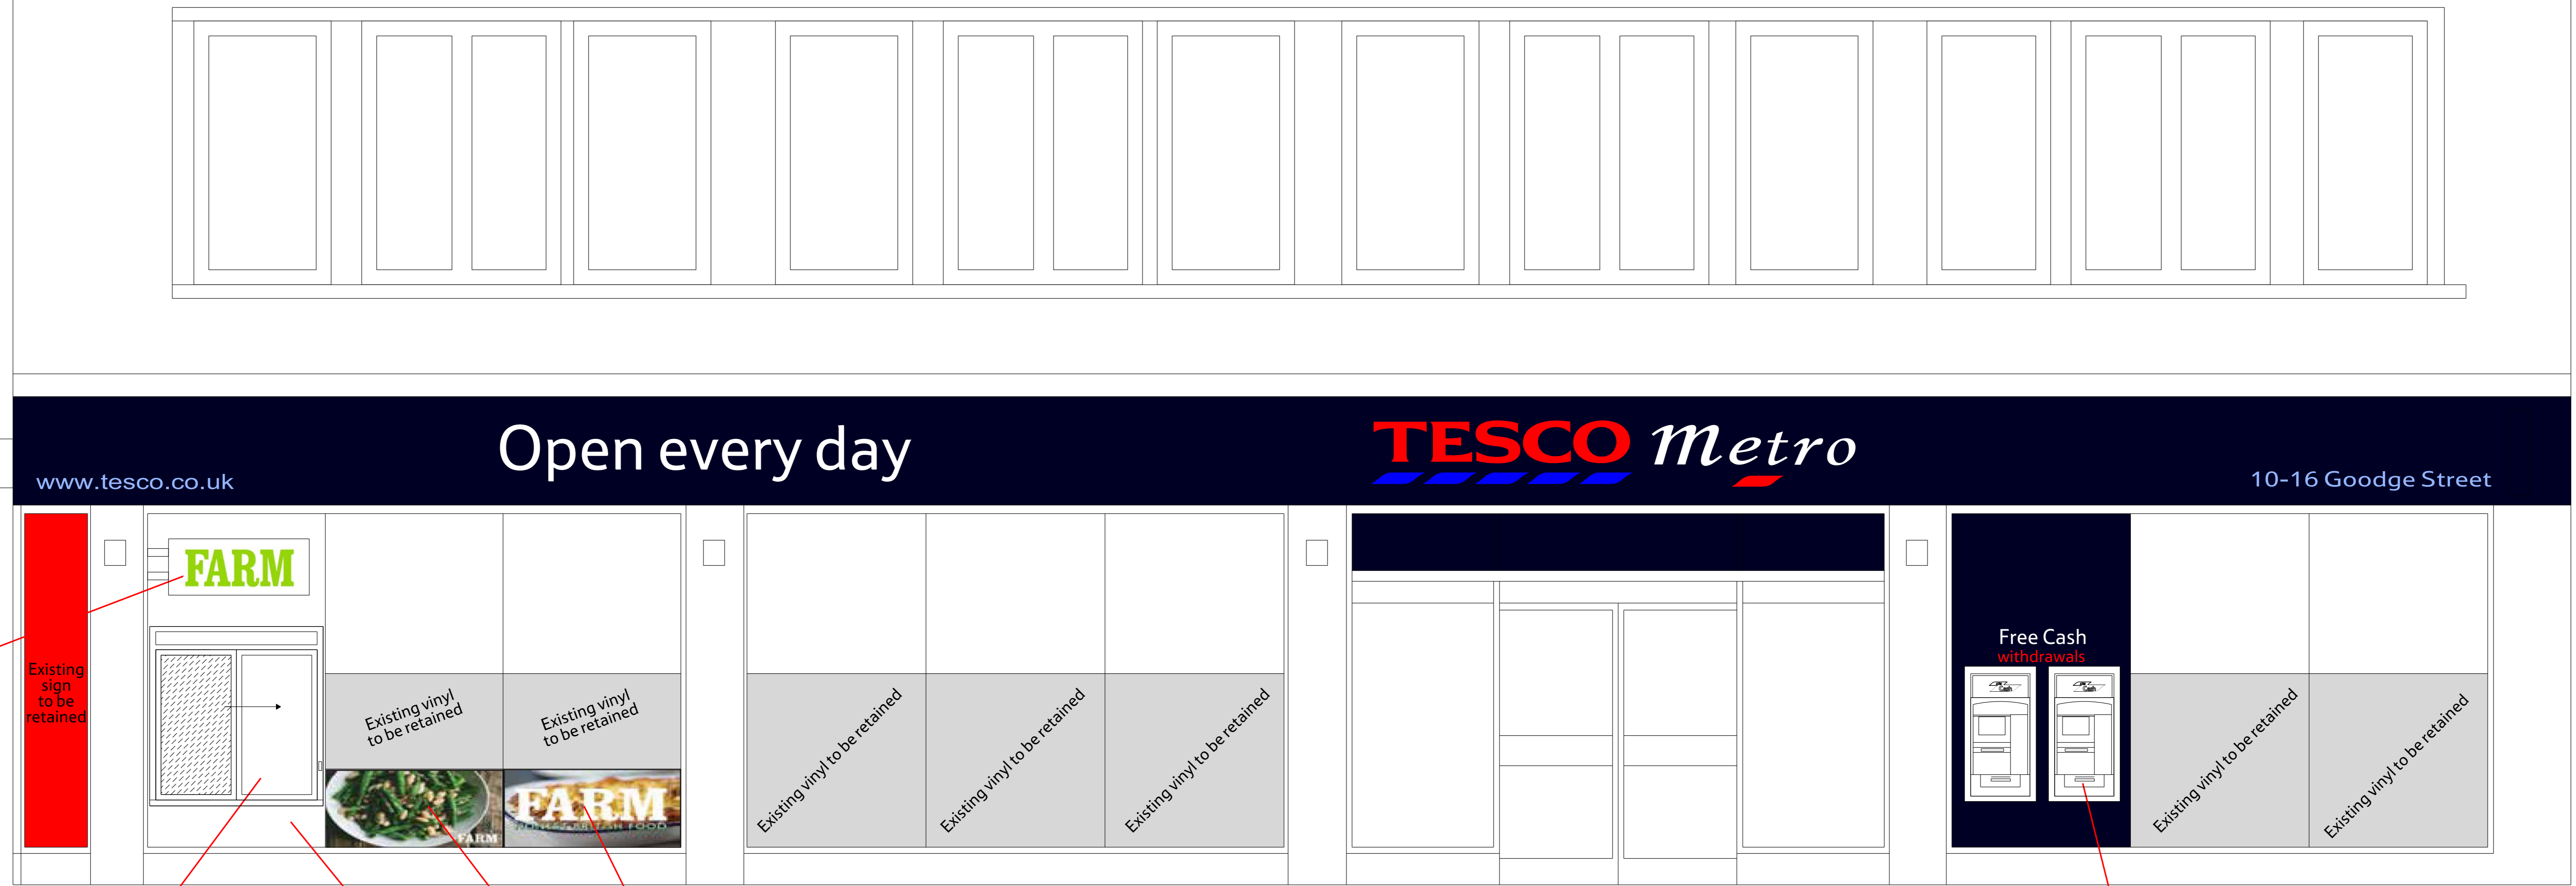 Open every day
TESCO Metro
www.tesco.co.uk
10-16 Goodge Street
FARM
Existing
sign
to be
retained
Existing vinyl
to be retained
Existing vinyl
to be retained
FARM
FARM
Existing vinyl to be retained
Existing vinyl to be retained
Existing vinyl to be retained
Free Cash
withdrawals
Cash
Cash
Existing vinyl to be retained
Existing vinyl to be retained